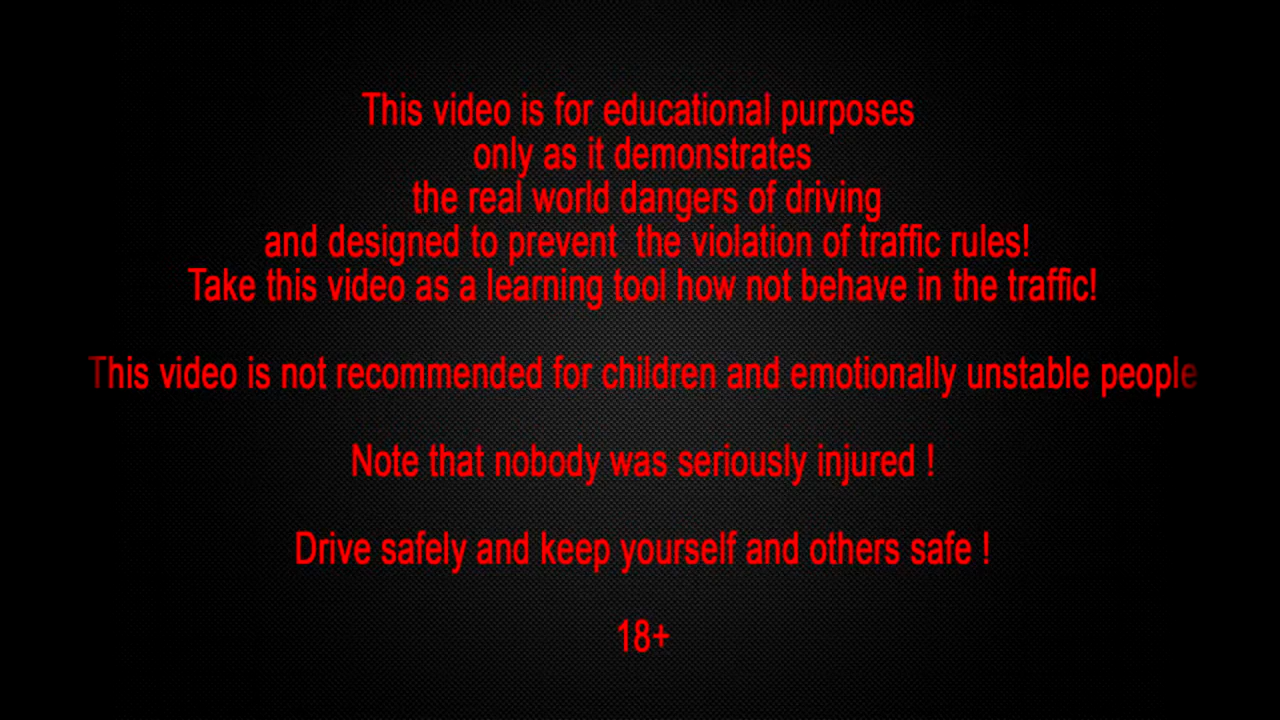 This video is for educational purposes
only as it demonstrates
the real world dangers of driving
and designed to prevent  the violation of traffic rules!
Take this video as a learning tool how not behave in the traffic!
This video is not recommended for children and emotionally unstable people
Note that nobody was seriously injured !
Drive safely and keep yourself and others safe !
18+